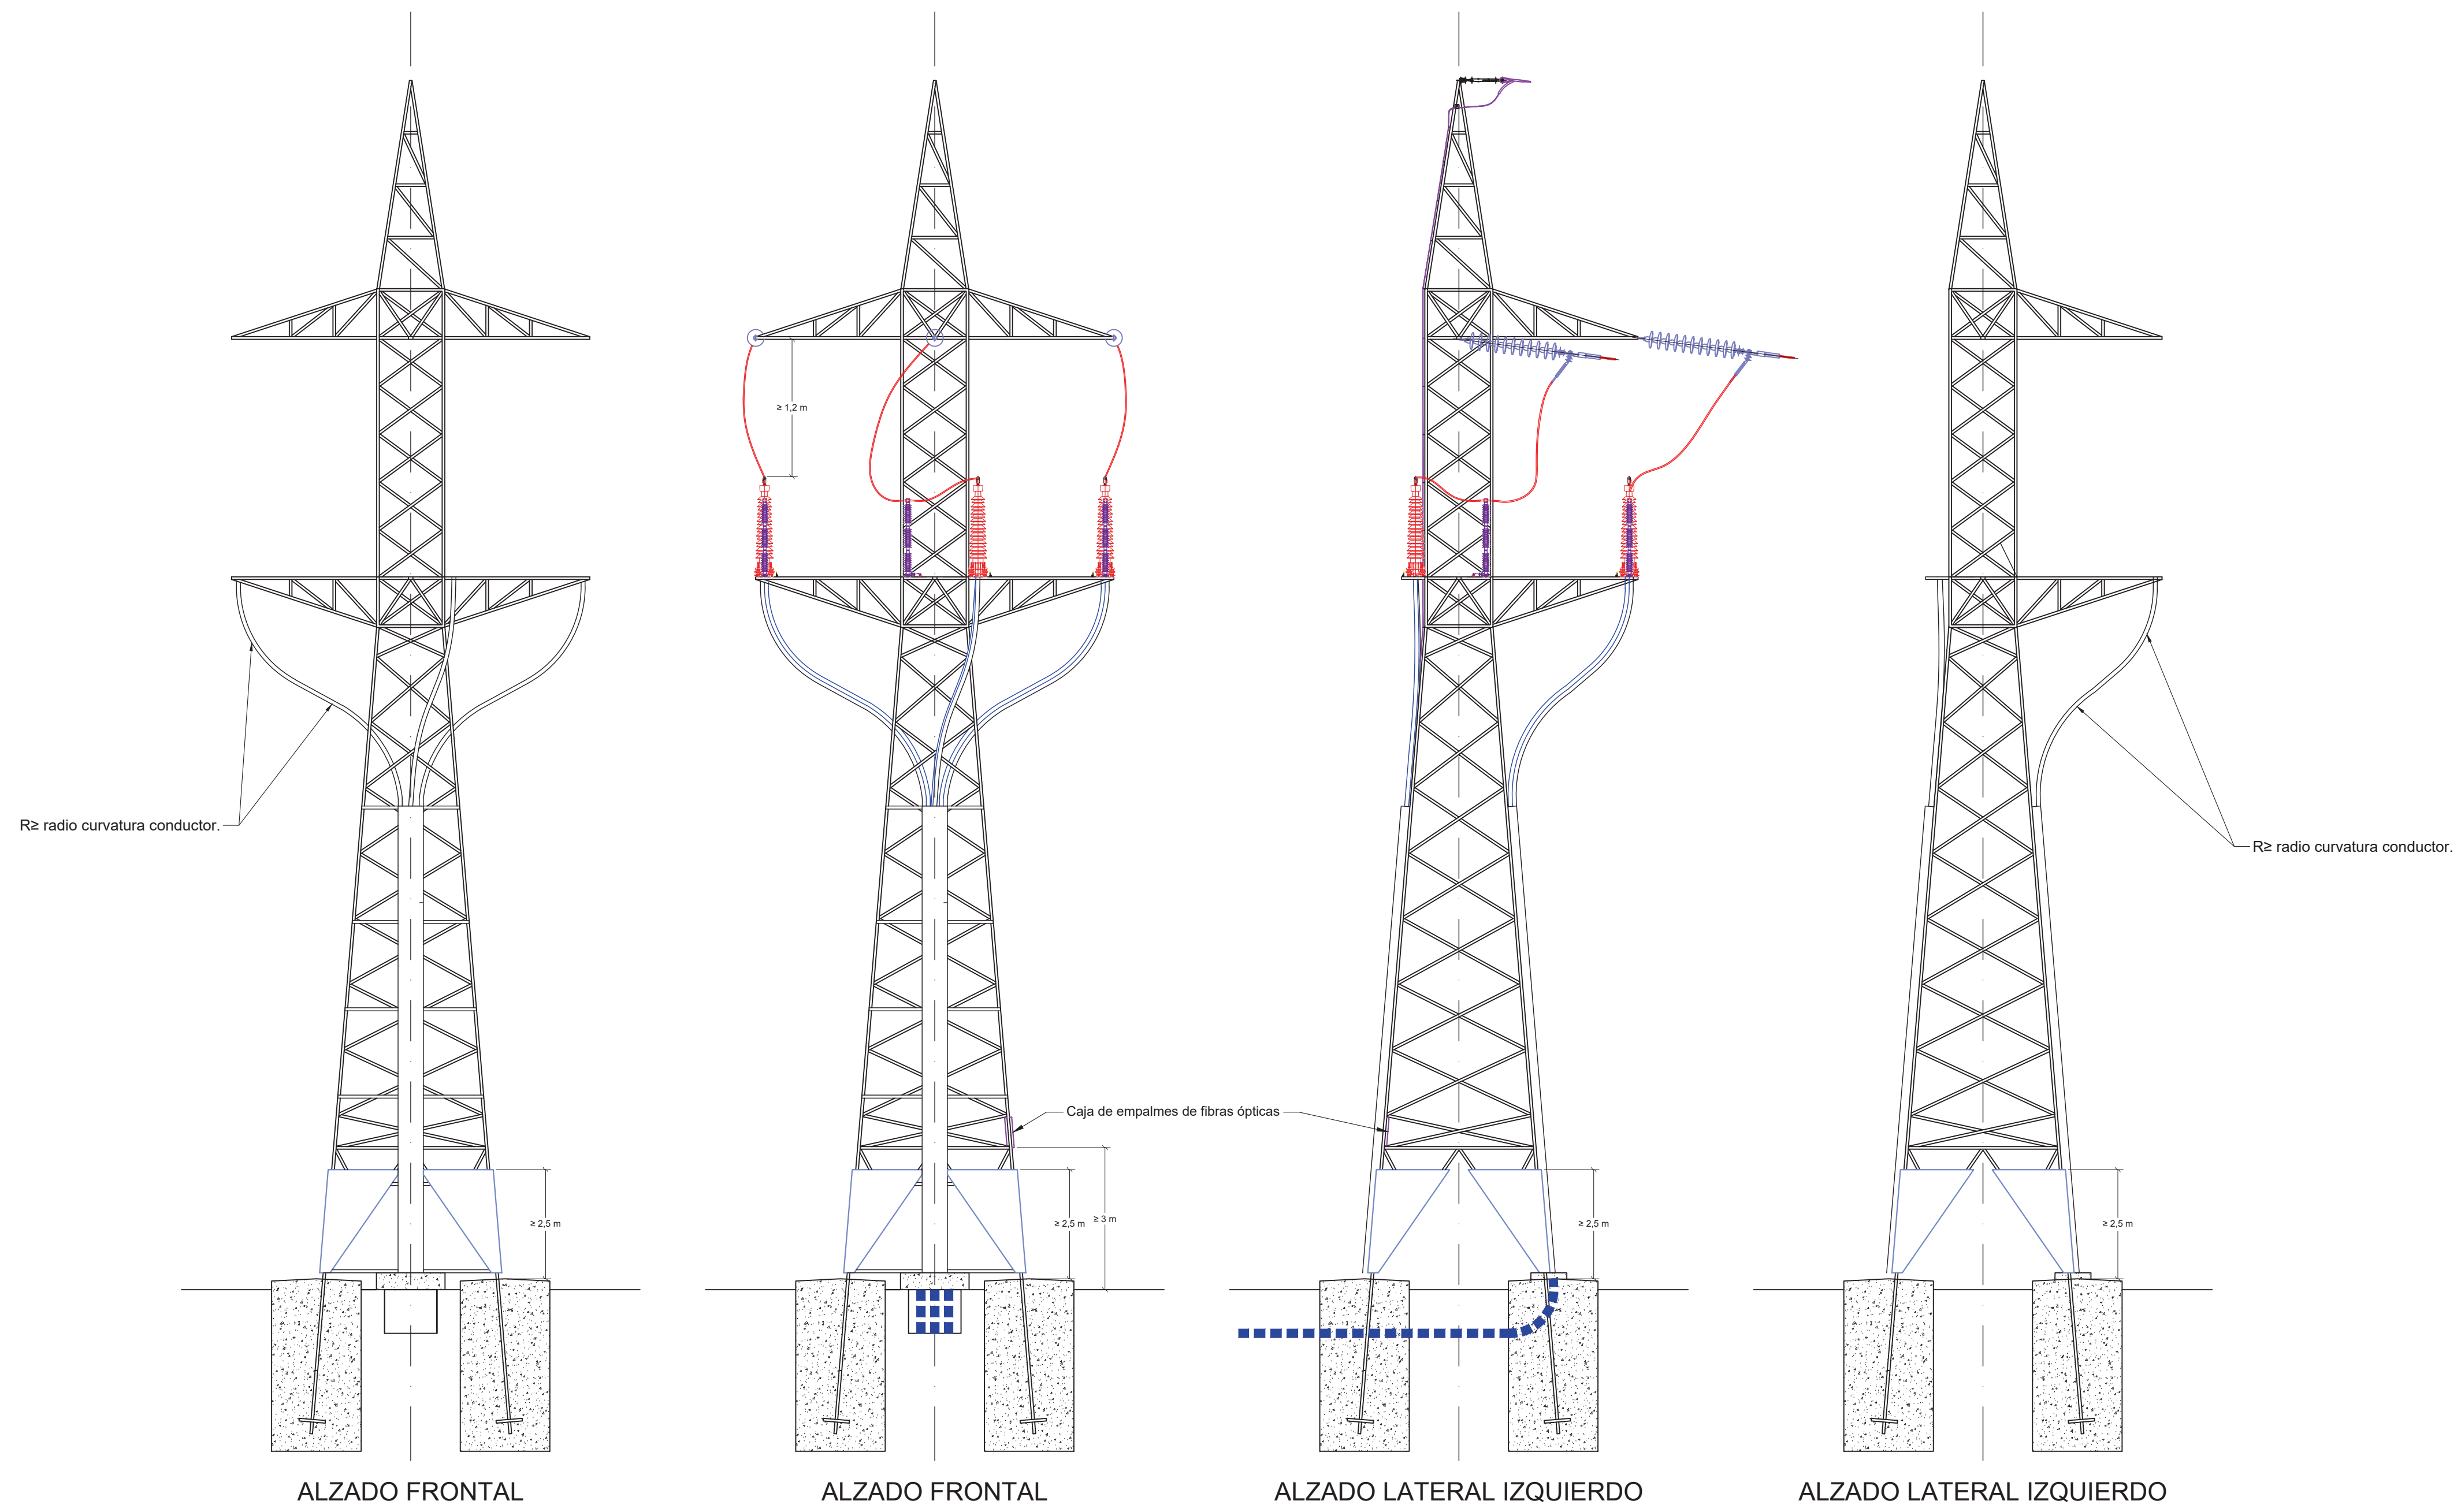 ≥ 1,2 m
R≥ radio curvatura conductor.
R≥ radio curvatura conductor.
Caja de empalmes de fibras ópticas
≥ 2,5 m
≥ 2,5 m
≥ 3 m
≥ 2,5 m
≥ 2,5 m
ALZADO FRONTAL
ALZADO FRONTAL
ALZADO LATERAL IZQUIERDO
ALZADO LATERAL IZQUIERDO